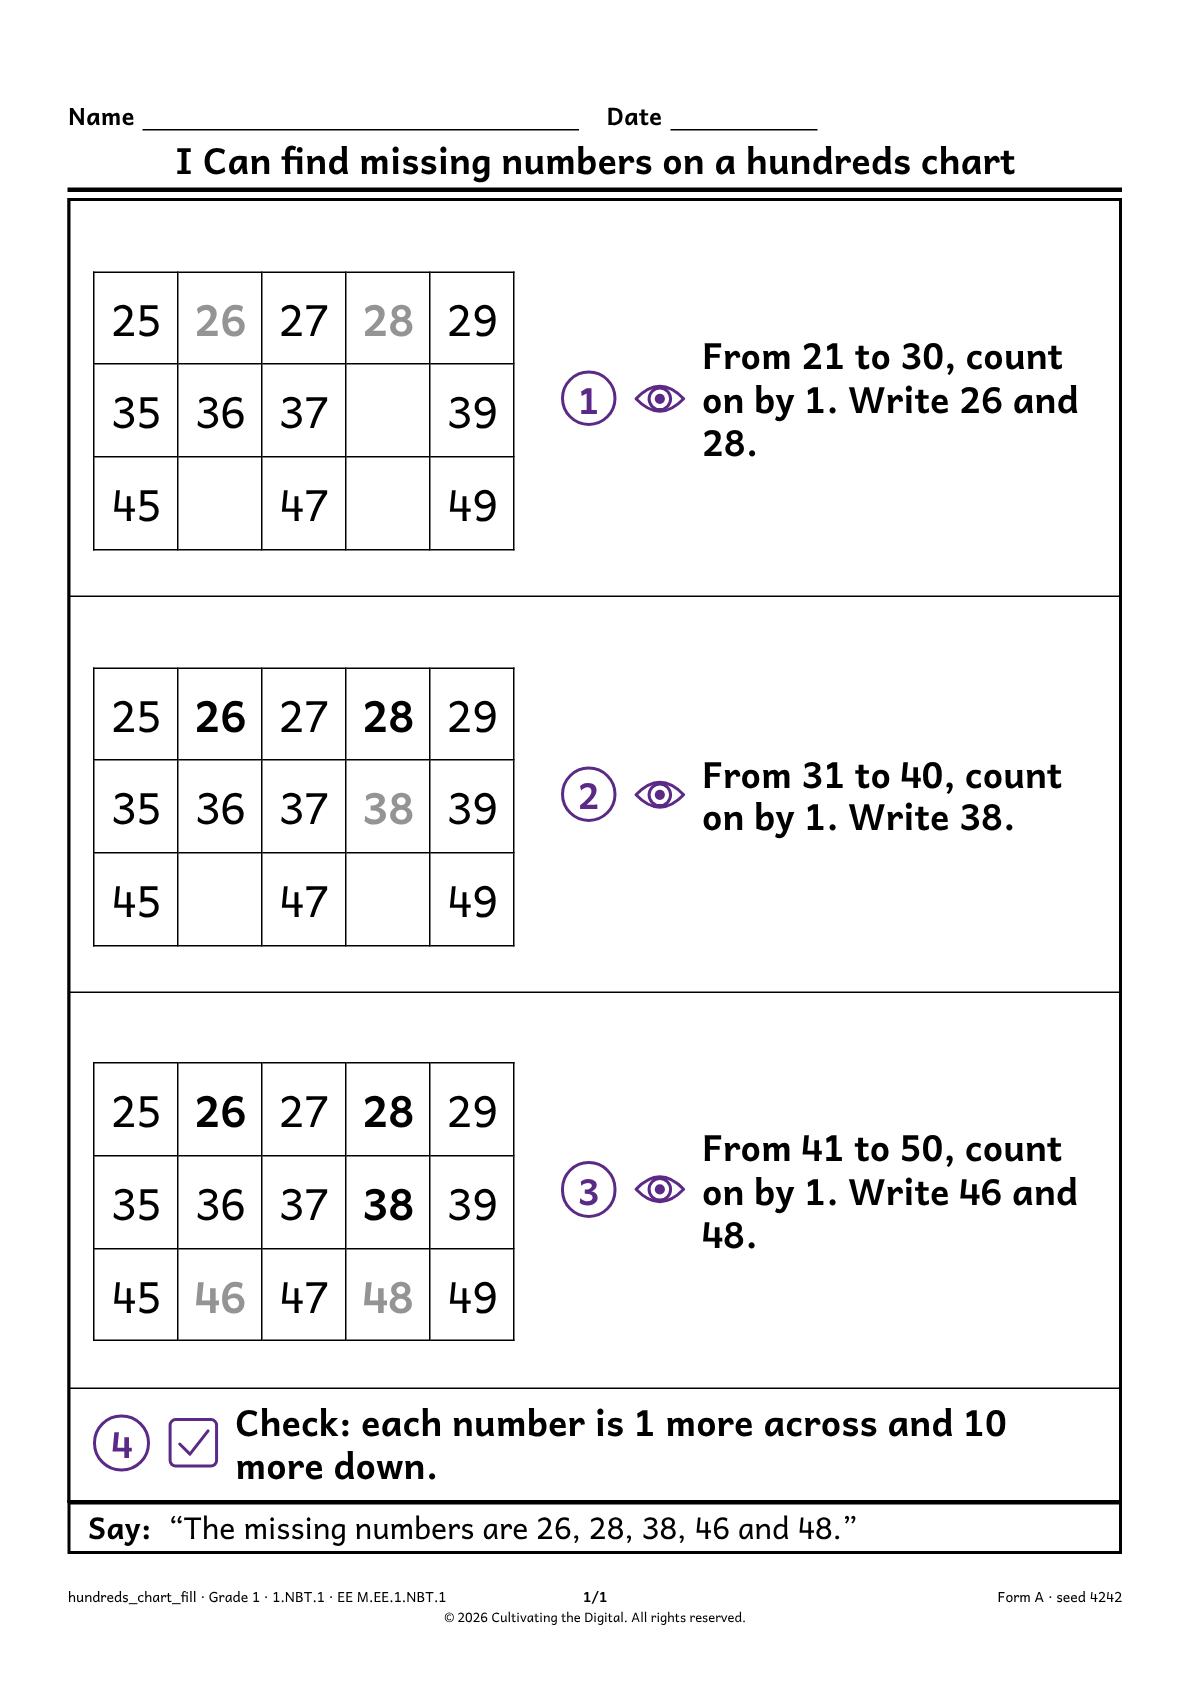 Name Date
I Can find missing numbers on a hundreds chart
25 26 27 28 29
35 36 37 39
45 47 49
1 From 21 to 30, count
on by 1. Write 26 and
28.
25 26 27 28 29
35 36 37 38 39
45 47 49
2 From 31 to 40, count
on by 1. Write 38.
25 26 27 28 29
35 36 37 38 39
45 46 47 48 49
3 From 41 to 50, count
on by 1. Write 46 and
48.
4 Check: each number is 1 more across and 10
more down.
Say: “The missing numbers are 26, 28, 38, 46 and 48.”
hundreds_chart_fill · Grade 1 · 1.NBT.1 · EE M.EE.1.NBT.1 1/1 Form A · seed 4242
© 2026 Cultivating the Digital. All rights reserved.